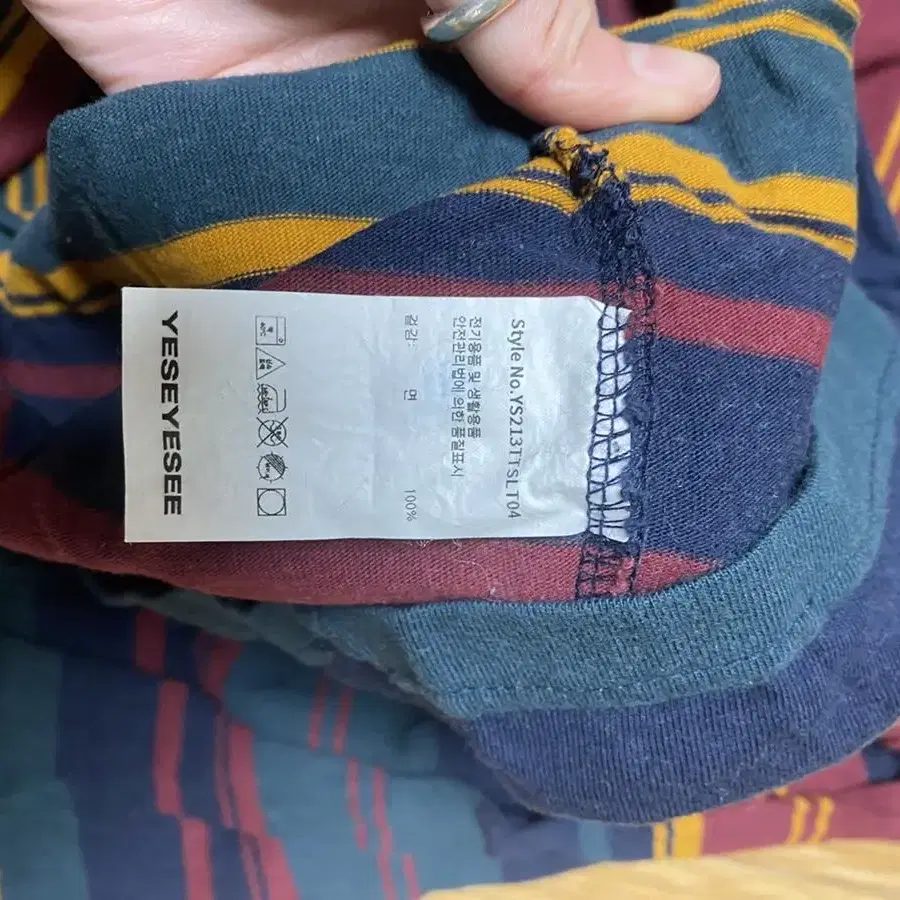 Style No.YS213TTSLT04
전기용품 및 생활용품
안전관리법에 의한 품질표시
겉감: 면 100%
YESEYESEE